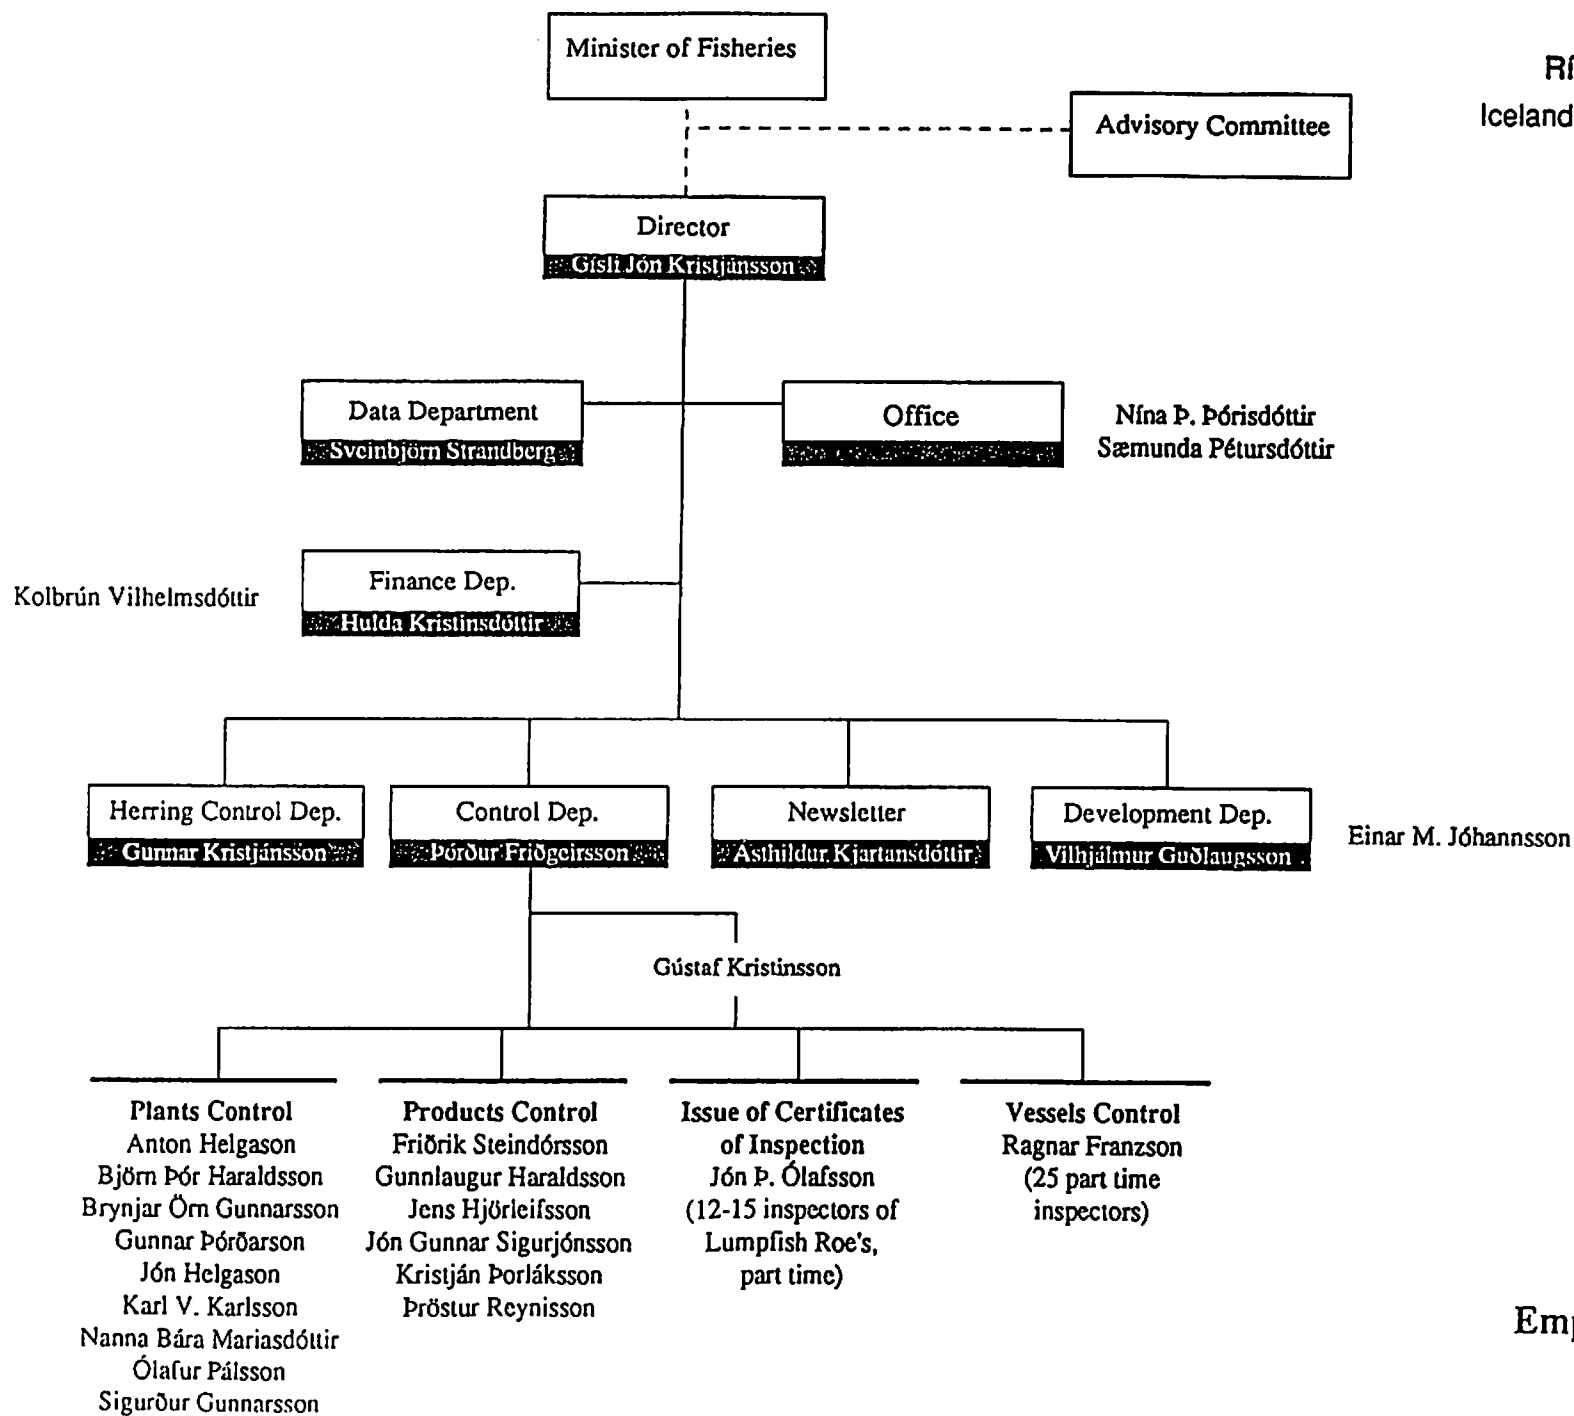 Minister of Fisheries
Iceland
Advisory Committee
Director
Gísli Jón Kristjánsson
Data Department
Sveinbjörn Strandberg
Office
Nína Þ. Þórisdóttir
Sæmunda Pétursdóttir
Kolbrún Vilhelmsdóttir
Finance Dep.
Hulda Kristinsdóttir
Herring Control Dep.
Gunnar Kristjánsson
Control Dep.
Þórður Friðgeirsson
Newsletter
Ásthildur Kjartansdóttir
Development Dep.
Vilhjálmur Guðlaugsson
Einar M. Jóhannsson
Gústaf Kristinsson
Plants Control
Anton Helgason
Björn Þór Haraldsson
Brynjar Örn Gunnarsson
Gunnar Þórðarson
Jón Helgason
Karl V. Karlsson
Nanna Bára Mariasdóttir
Ólafur Pálsson
Sigurður Gunnarsson
Products Control
Friðrik Steindórsson
Gunnlaugur Haraldsson
Jens Hjörleifsson
Jón Gunnar Sigurjónsson
Kristján Þorláksson
Þröstur Reynisson
Issue of Certificates
of Inspection
Jón Þ. Ólafsson
(12-15 inspectors of
Lumpfish Roe's,
part time)
Vessels Control
Ragnar Franzson
(25 part time
inspectors)